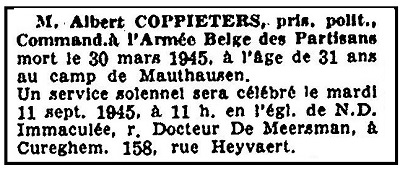 M. Albert COPPIETERS, pris. polit.,
Command.à l'Armée Belge des Partisans
mort le 30 mars 1945, à l'âge de 31 ans
au camp de Mauthausen.
Un service solennel sera célébré le mardi
11 sept. 1945, à 11 h. en l'égl. de N.D.
Immaculée, r. Docteur De Meersman, à
Cureghem. 158, rue Heyvaert.